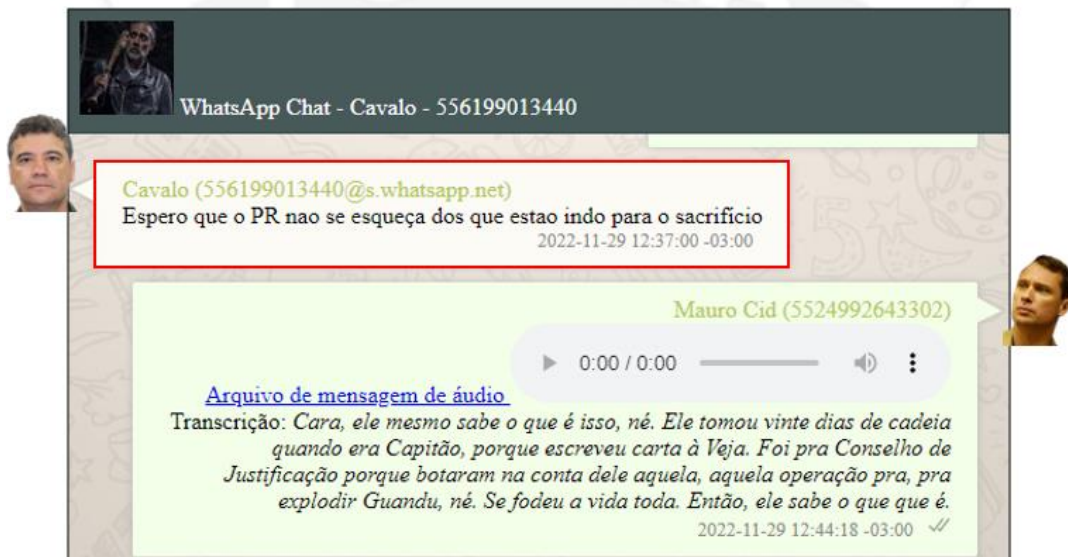 WhatsApp Chat - Cavalo - 556199013440
Cavalo (556199013440@s.whatsapp.net)
Espero que o PR nao se esqueça dos que estao indo para o sacrifício
2022-11-29 12:37:00 -03:00
Mauro Cid (5524992643302)
0:00 / 0:00
Arquivo de mensagem de áudio
Transcrição: Cara, ele mesmo sabe o que é isso, né. Ele tomou vinte dias de cadeia
quando era Capitão, porque escreveu carta à Veja. Foi pra Conselho de
Justificação porque botaram na conta dele aquela, aquela operação pra, pra
explodir Guandu, né. Se fodeu a vida toda. Então, ele sabe o que que é.
2022-11-29 12:44:18 -03:00